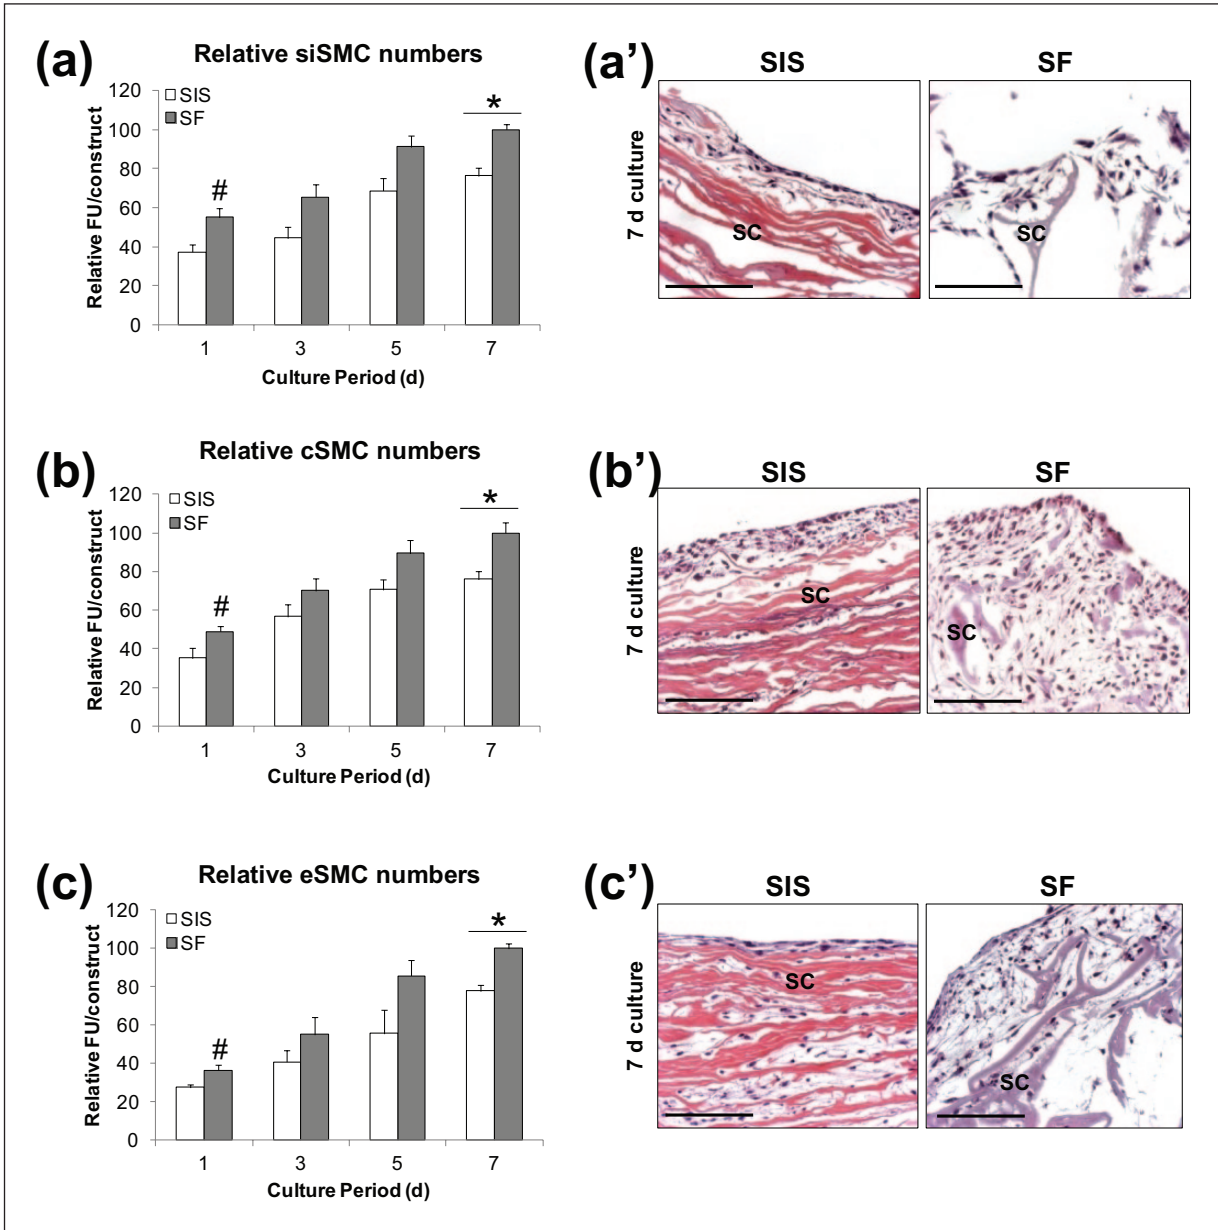 (a)
Relative siSMC numbers
SIS
SF
Relative FU/construct
120
100
80
60
40
20
0
#
*
1 3 5 7
Culture Period (d)
(a’)
SIS SF
7 d culture
SC
SC
(b)
Relative cSMC numbers
SIS
SF
Relative FU/construct
120
100
80
60
40
20
0
#
*
1 3 5 7
Culture Period (d)
(b’)
SIS SF
7 d culture
SC
SC
(c)
Relative eSMC numbers
SIS
SF
Relative FU/construct
120
100
80
60
40
20
0
#
*
1 3 5 7
Culture Period (d)
(c’)
SIS SF
7 d culture
SC
SC